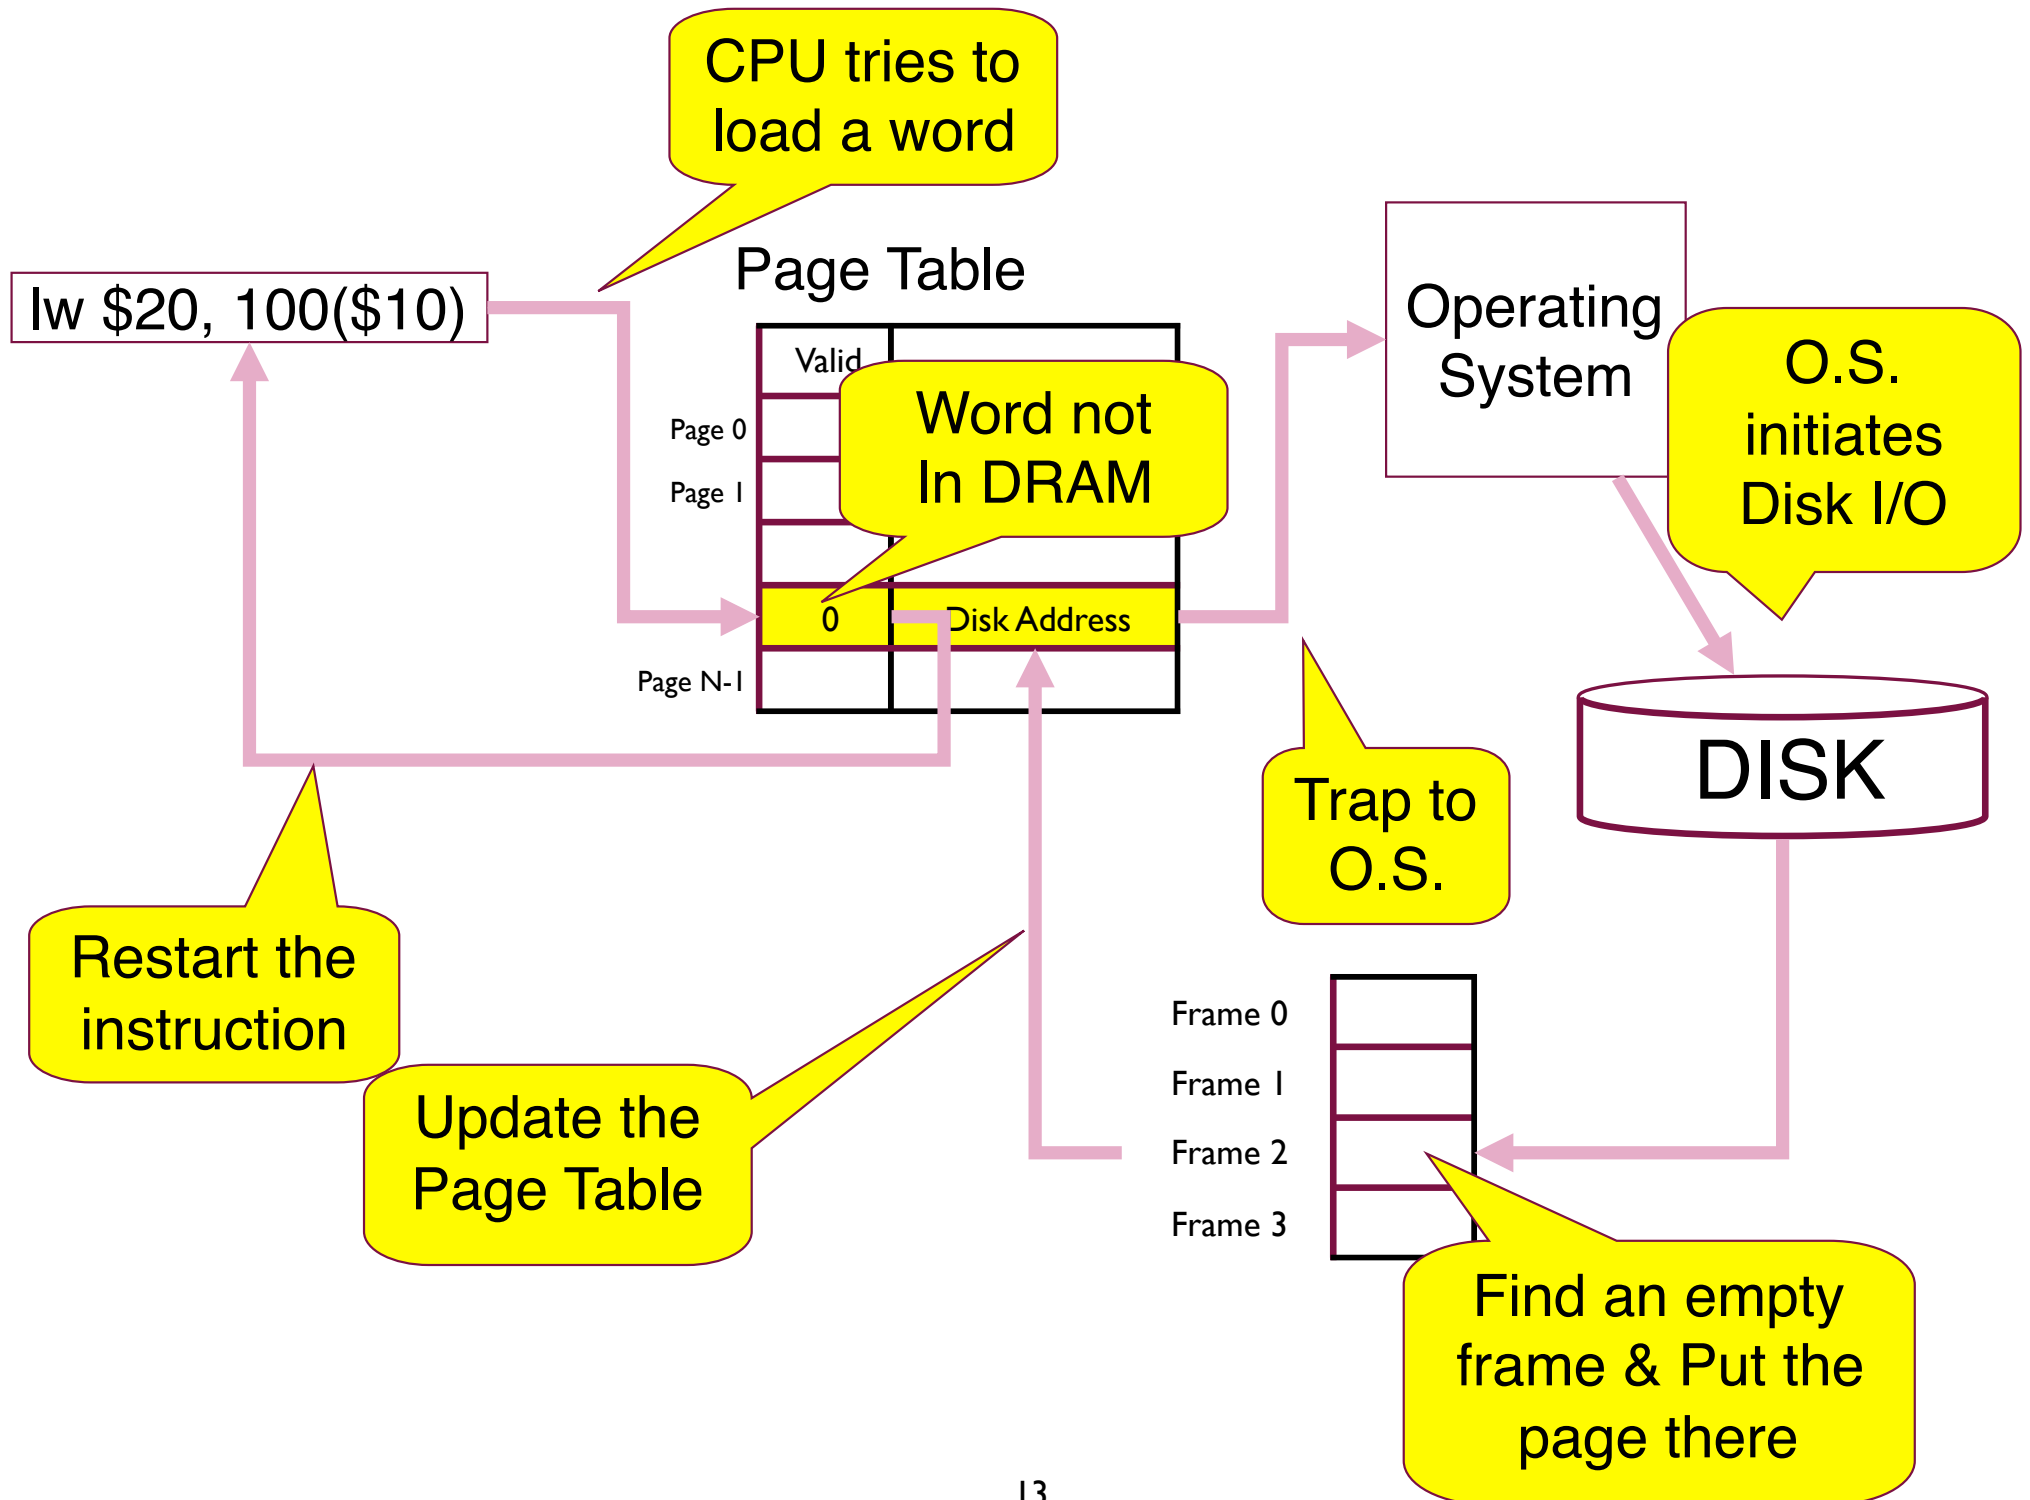 CPU tries to
load a word
lw $20, 100($10)
Page Table
Valid
Page 0
Page 1
Word not
In DRAM
0
Disk Address
Page N-1
Operating
System
O.S.
initiates
Disk I/O
Trap to
O.S.
DISK
Restart the
instruction
Update the
Page Table
Frame 0
Frame 1
Frame 2
Frame 3
Find an empty
frame & Put the
page there
13